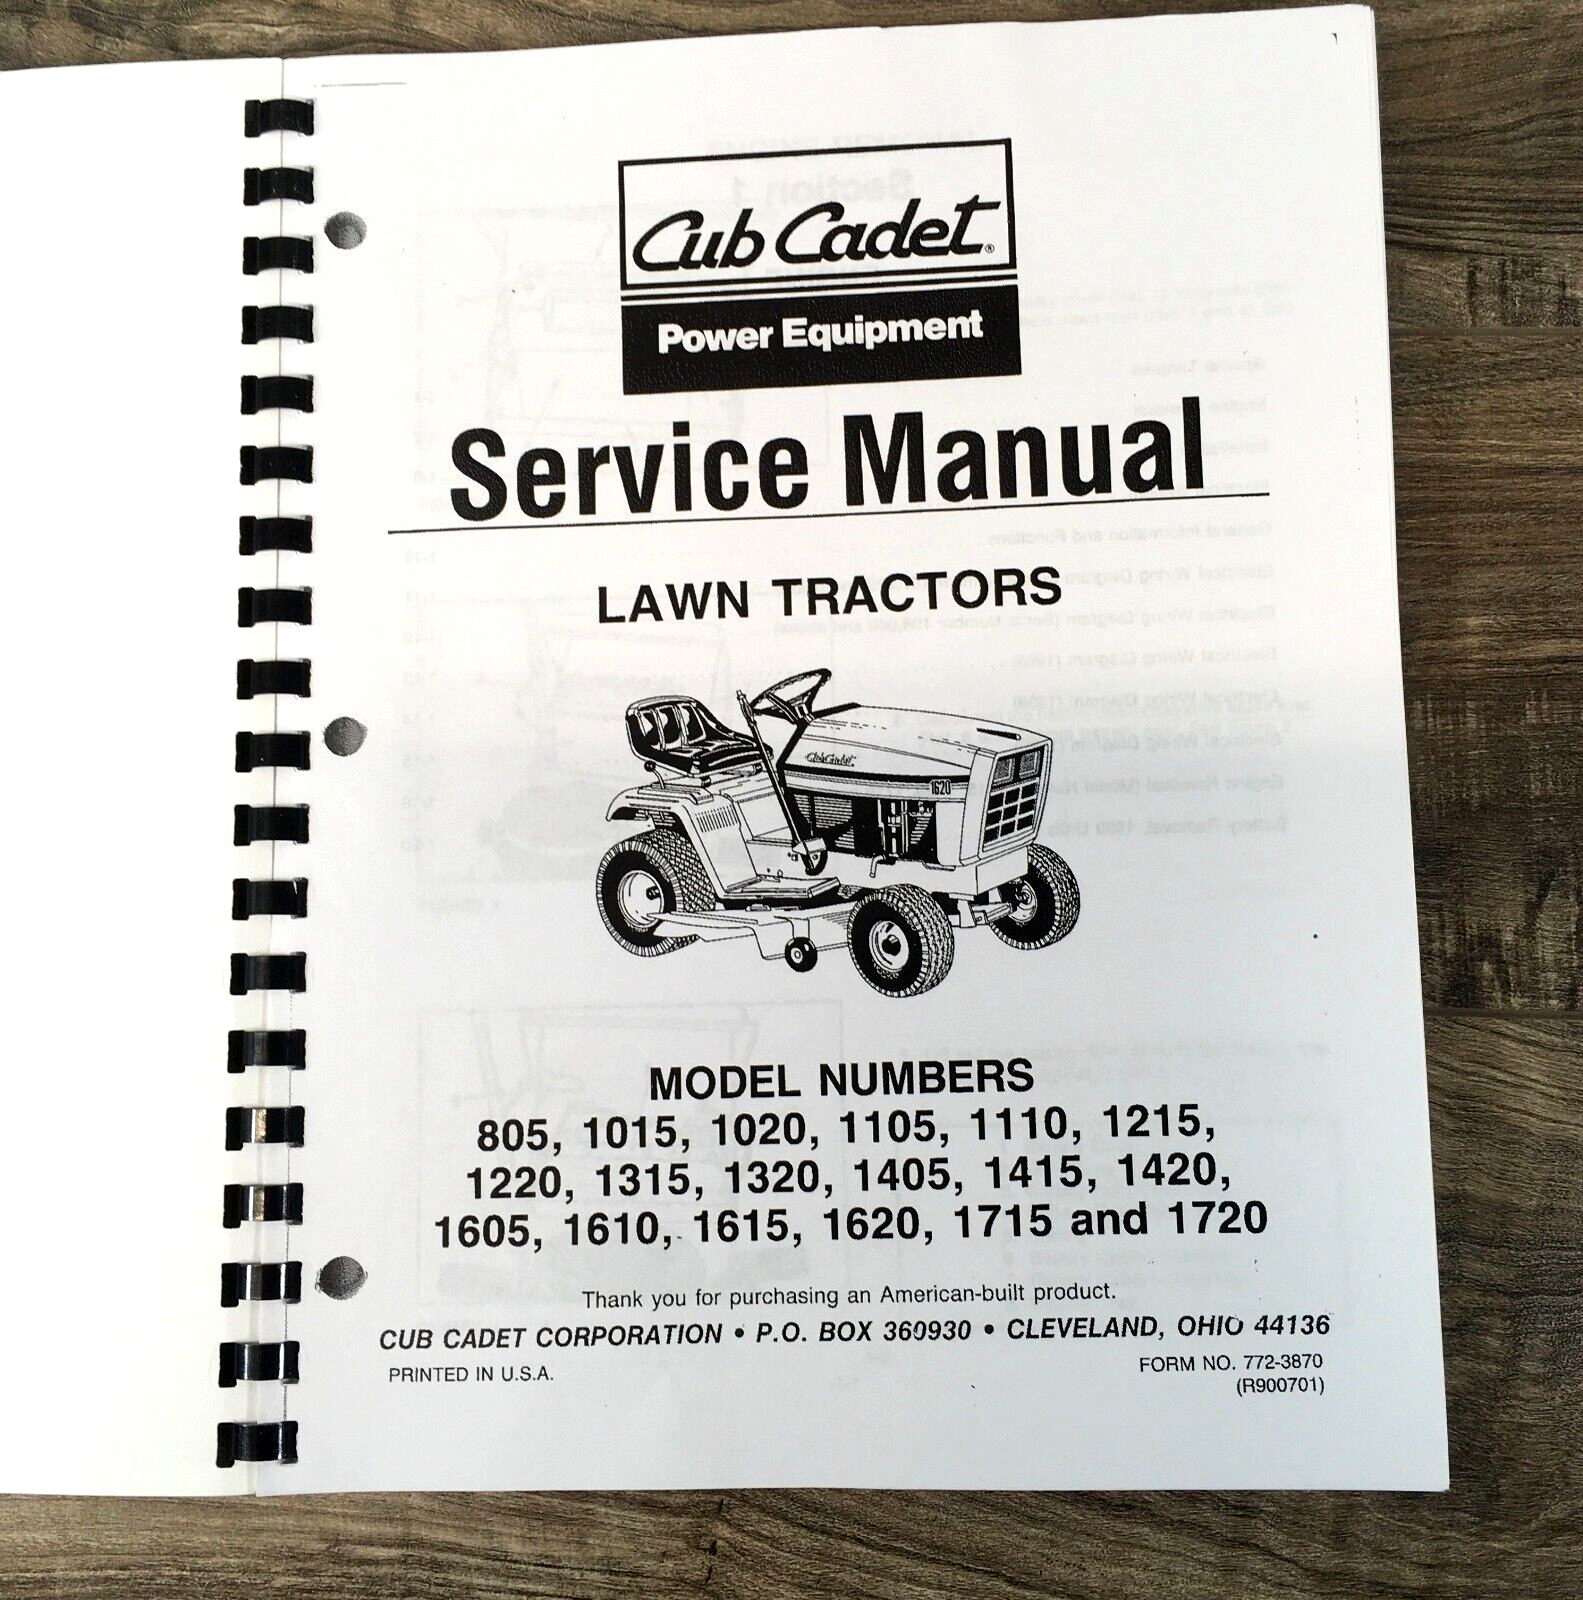 Cub Cadet®
Power Equipment
Service Manual
LAWN TRACTORS
Cub Cadet
1620
MODEL NUMBERS
805, 1015, 1020, 1105, 1110, 1215,
1220, 1315, 1320, 1405, 1415, 1420,
1605, 1610, 1615, 1620, 1715 and 1720
Thank you for purchasing an American-built product.
CUB CADET CORPORATION • P.O. BOX 360930 • CLEVELAND, OHIO 44136
PRINTED IN U.S.A.
FORM NO. 772-3870
(R900701)